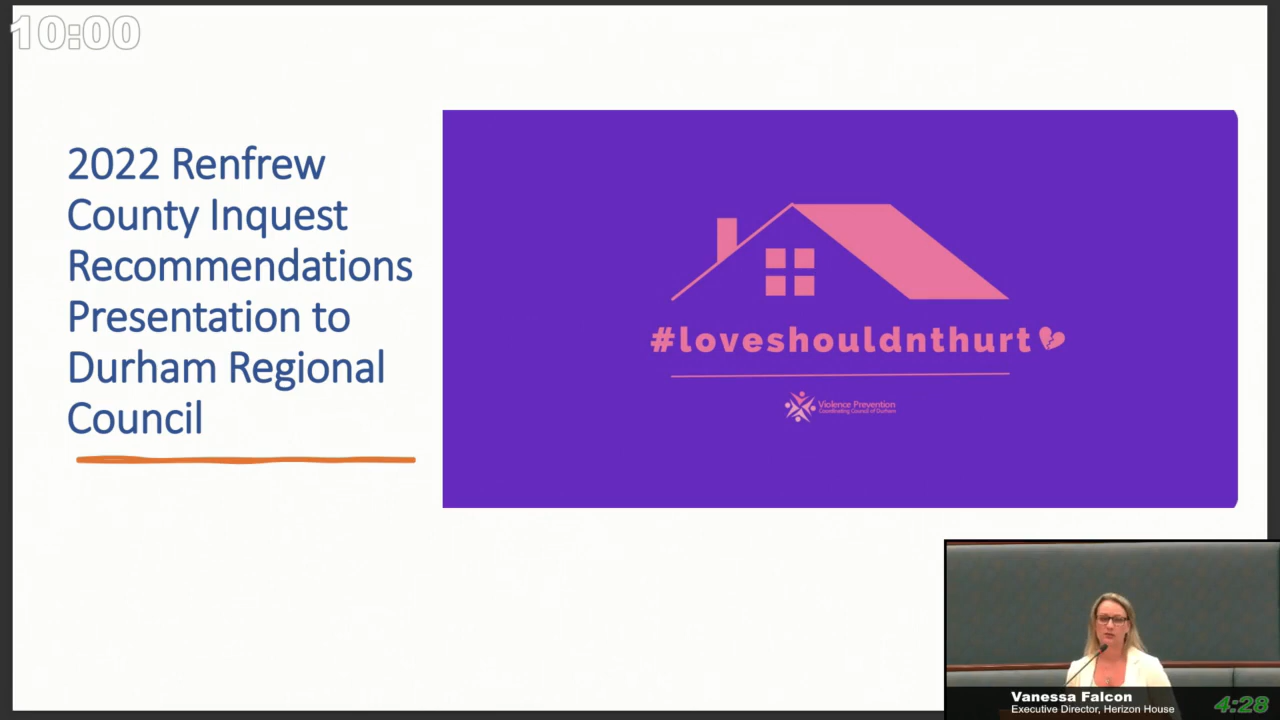 10:00
2022 Renfrew
County Inquest
Recommendations
Presentation to
Durham Regional
Council
#loveshouldnthurt
Violence Prevention
Coordinating Council of Durham
Vanessa Falcon
Executive Director, Herizon House
4:28